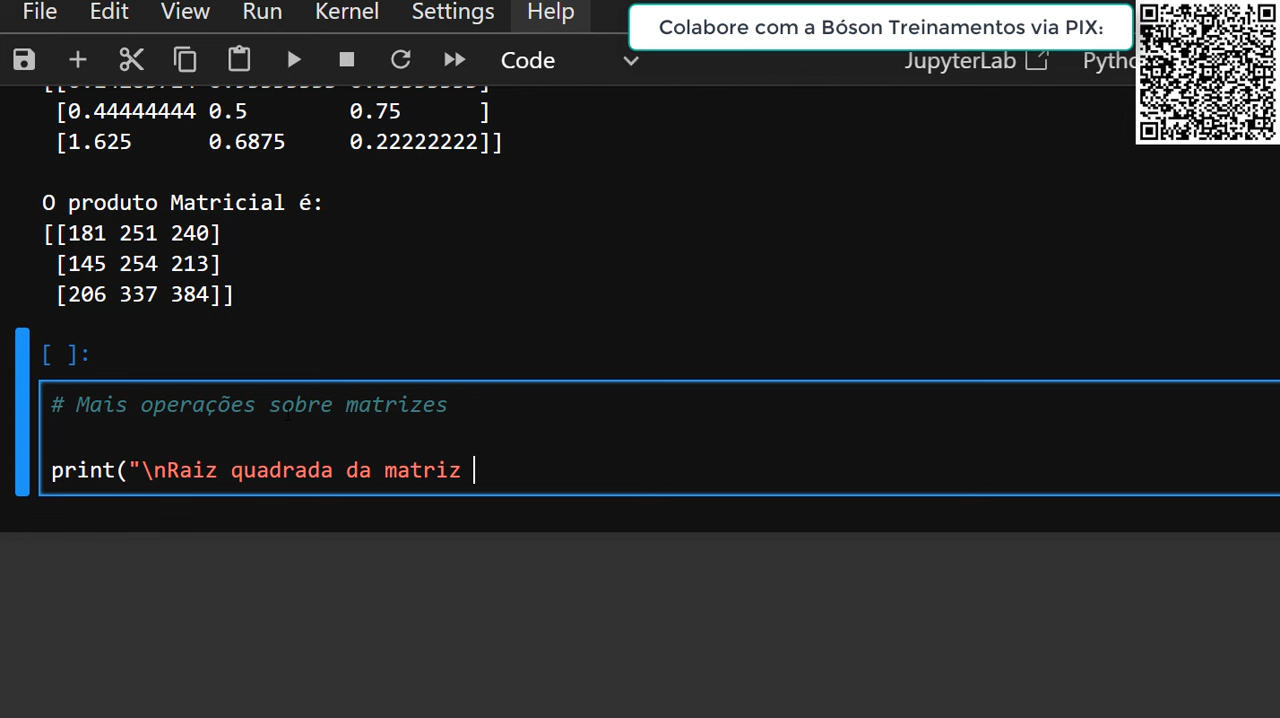 File Edit View Run Kernel Settings Help
Colabore com a Bóson Treinamentos via PIX:
Code
JupyterLab
[0.44444444 0.5 0.75 ]
[1.625 0.6875 0.22222222]]
O produto Matricial é:
[[181 251 240]
[145 254 213]
[206 337 384]]
[ ]:
# Mais operações sobre matrizes
print("\nRaiz quadrada da matriz